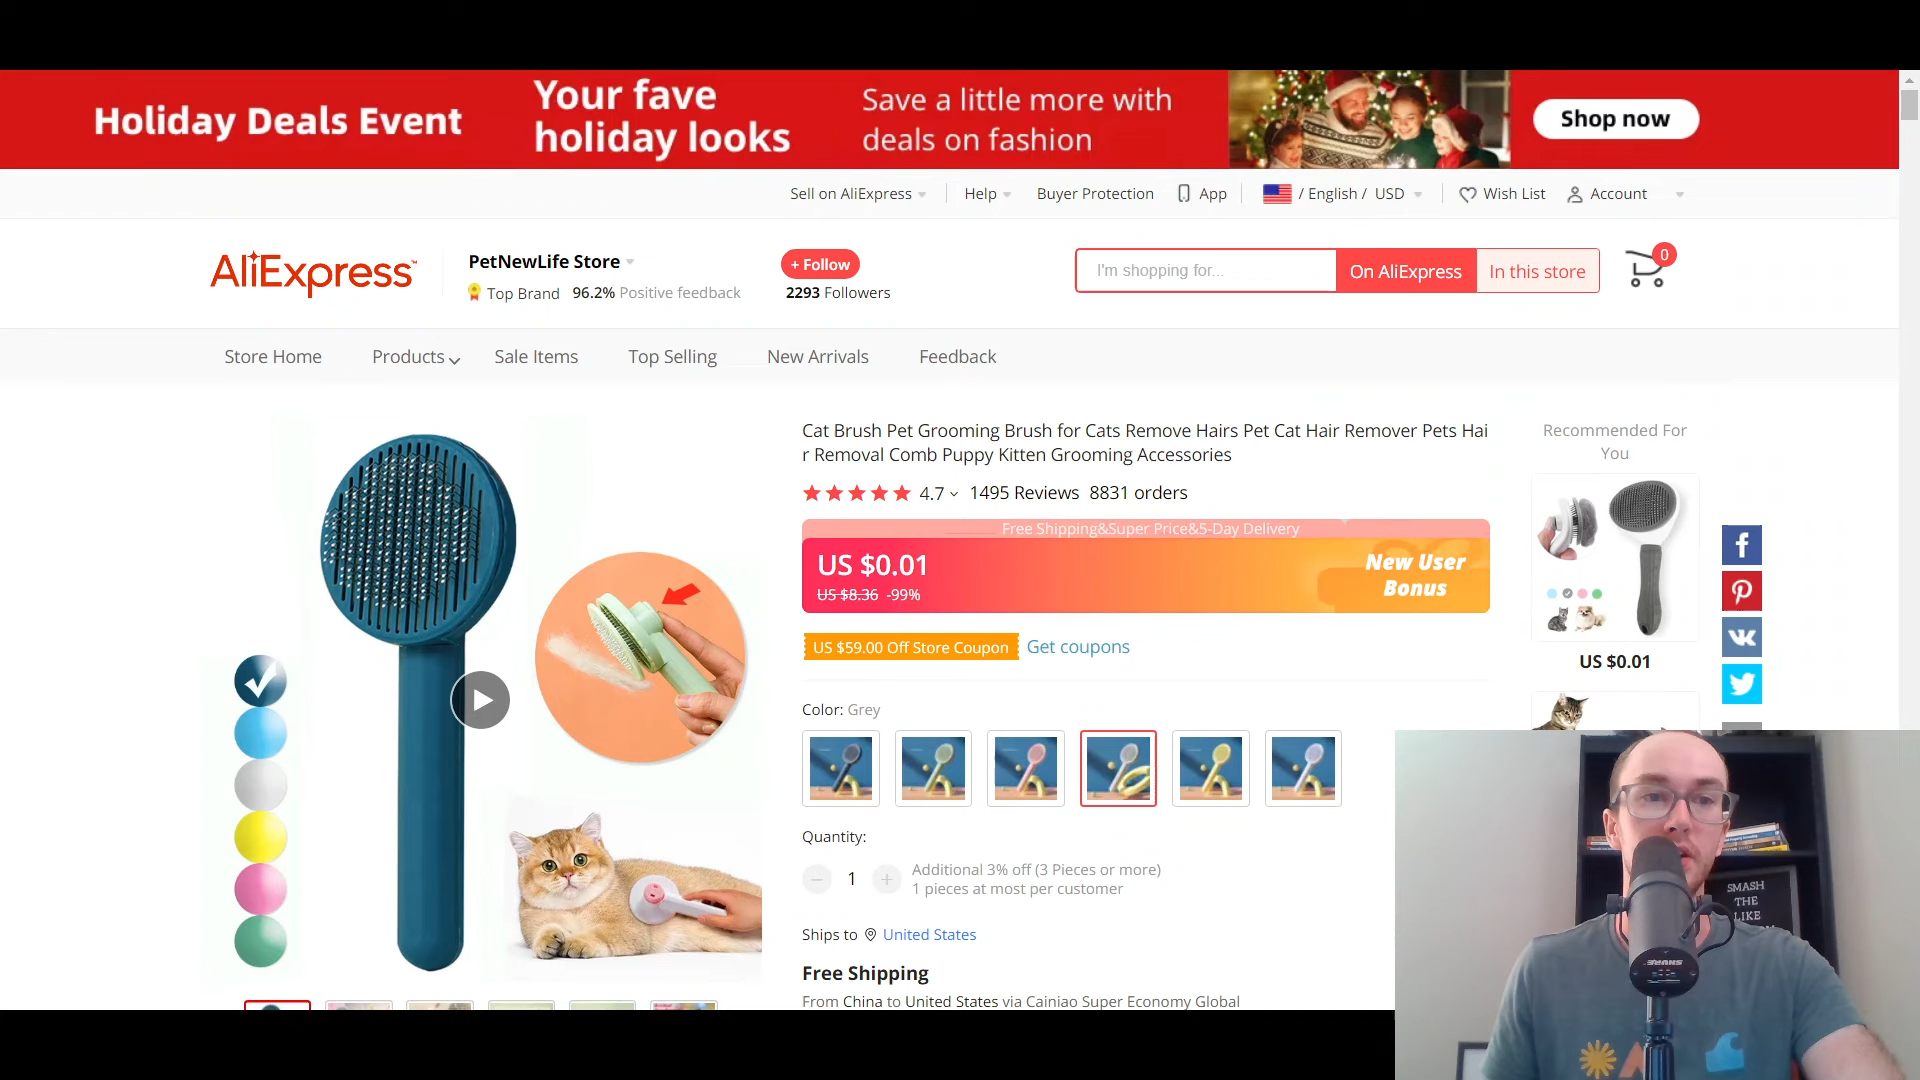 Holiday Deals Event
Your fave
holiday looks
Save a little more with
deals on fashion
Shop now
Sell on AliExpress
Help
Buyer Protection
App
/ English / USD
Wish List
Account
AliExpress
PetNewLife Store
Top Brand 96.2% Positive feedback
+ Follow
2293 Followers
I'm shopping for...
On AliExpress
In this store
0
Store Home
Products
Sale Items
Top Selling
New Arrivals
Feedback
Cat Brush Pet Grooming Brush for Cats Remove Hairs Pet Cat Hair Remover Pets Hai
r Removal Comb Puppy Kitten Grooming Accessories
4.7 1495 Reviews 8831 orders
Free Shipping&Super Price&5-Day Delivery
US $0.01
US $8.36 -99%
New User
Bonus
US $59.00 Off Store Coupon Get coupons
Color: Grey
Quantity:
1
Additional 3% off (3 Pieces or more)
1 pieces at most per customer
Ships to United States
Free Shipping
From China to United States via Cainiao Super Economy Global
Recommended For
You
US $0.01
SMASH
THE
LIKE
SHURE